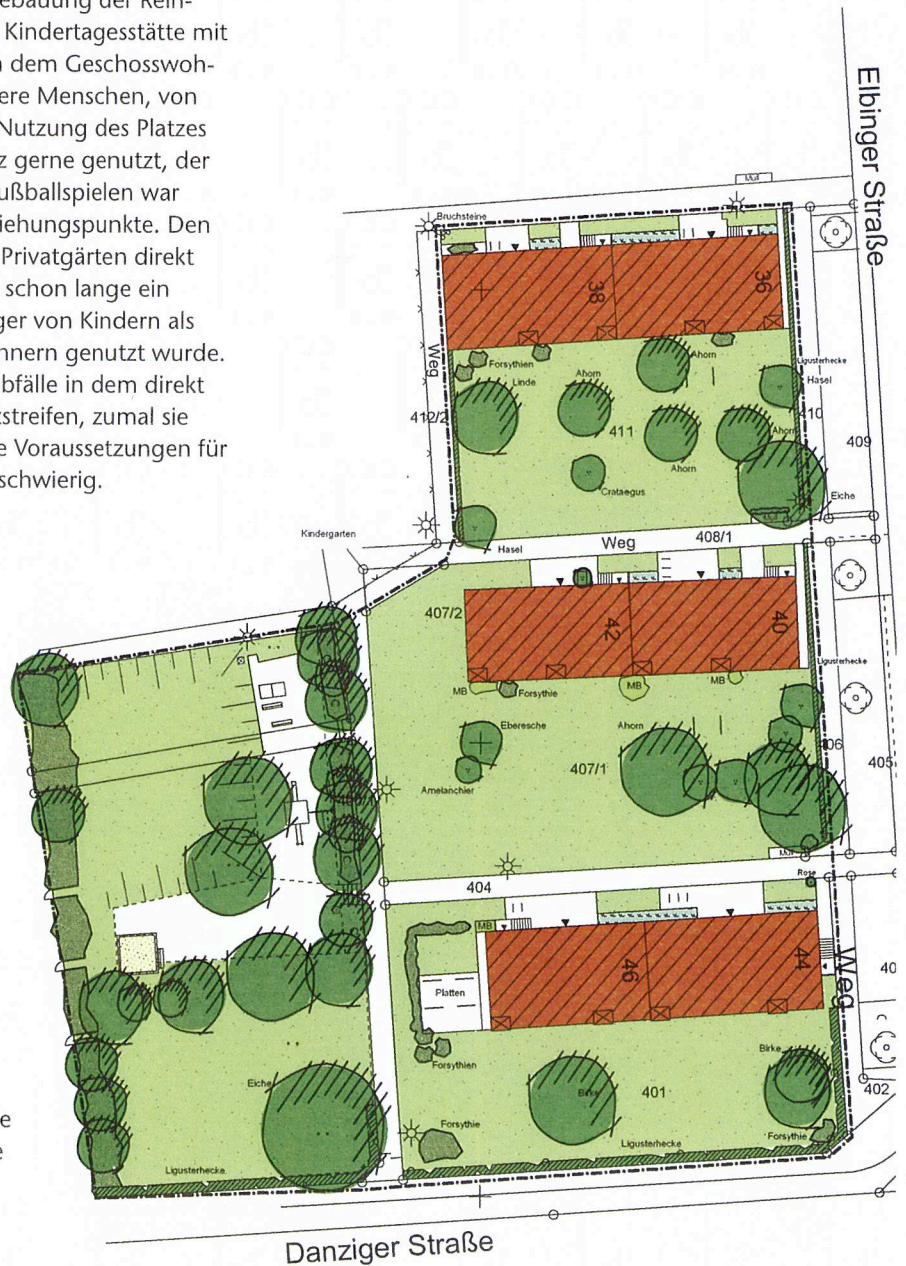 ebauung der Rein-
Kindertagesstätte mit
dem Geschosswoh-
ere Menschen, von
Nutzung des Platzes
z gerne genutzt, der
ußballspielen war
iehungspunkte. Den
Privatgärten direkt
schon lange ein
ger von Kindern als
nnern genutzt wurde.
bfälle in dem direkt
zstreifen, zumal sie
e Voraussetzungen für
schwierig.
Elbinger Straße
Müll
Bruchsteine
38
36
Weg
Forsythien
Linde
Ahorn
Ahorn
Ligusterhecke
Hasel
412/2
411
410
409
Ahorn
Ahorn
Crataegus
Eiche
Kindergarten
Hasel
Weg
408/1
407/2
42
40
MB
Forsythie
MB
MB
Ligusterhecke
Eberesche
Ahorn
407/1
406
405
Amelanchier
Müll
Rose
404
MB
46
44
Weg
40
Platten
Forsythien
Eiche
Birke
401
Birke
402
Forsythie
Forsythie
Ligusterhecke
Ligusterhecke
e
e
Danziger Straße